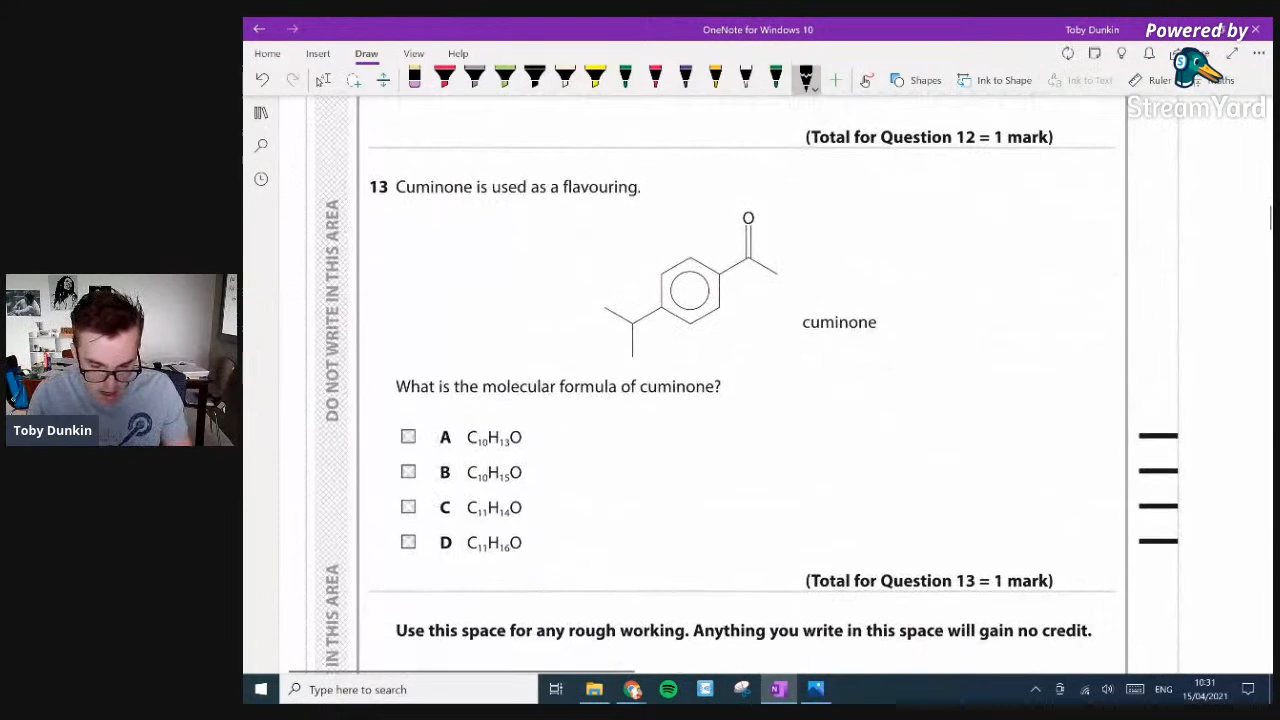 OneNote for Windows 10
Toby Dunkin
Powered by
StreamYard
Home Insert Draw View Help
Shapes Ink to Shape Ink to Text Ruler
(Total for Question 12 = 1 mark)
13 Cuminone is used as a flavouring.
O
cuminone
What is the molecular formula of cuminone?
A C₁₀H₁₃O
B C₁₀H₁₅O
C C₁₁H₁₄O
D C₁₁H₁₆O
(Total for Question 13 = 1 mark)
Use this space for any rough working. Anything you write in this space will gain no credit.
DO NOT WRITE IN THIS AREA
IN THIS AREA
Toby Dunkin
Type here to search
ENG
10:31
15/04/2021